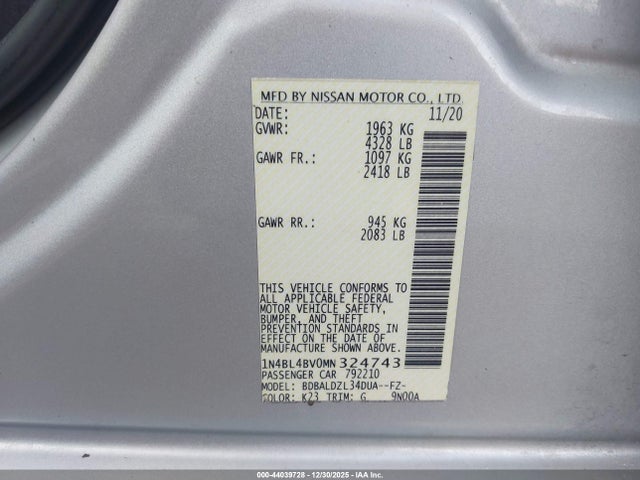 MFD BY NISSAN MOTOR CO., LTD.
DATE: 11/20
GVWR: 1963 KG
4328 LB
GAWR FR.: 1097 KG
2418 LB
GAWR RR.: 945 KG
2083 LB
THIS VEHICLE CONFORMS TO
ALL APPLICABLE FEDERAL
MOTOR VEHICLE SAFETY,
BUMPER, AND THEFT
PREVENTION STANDARDS IN
EFFECT ON THE DATE OF
MANUFACTURE SHOWN ABOVE.
1N4BL4BV0MN324743
PASSENGER CAR 792210
MODEL: BDBALDZL34DUA--FZ-
COLOR: K23 TRIM: G 9N00A
000-44039728 - 12/30/2025 - IAA Inc.